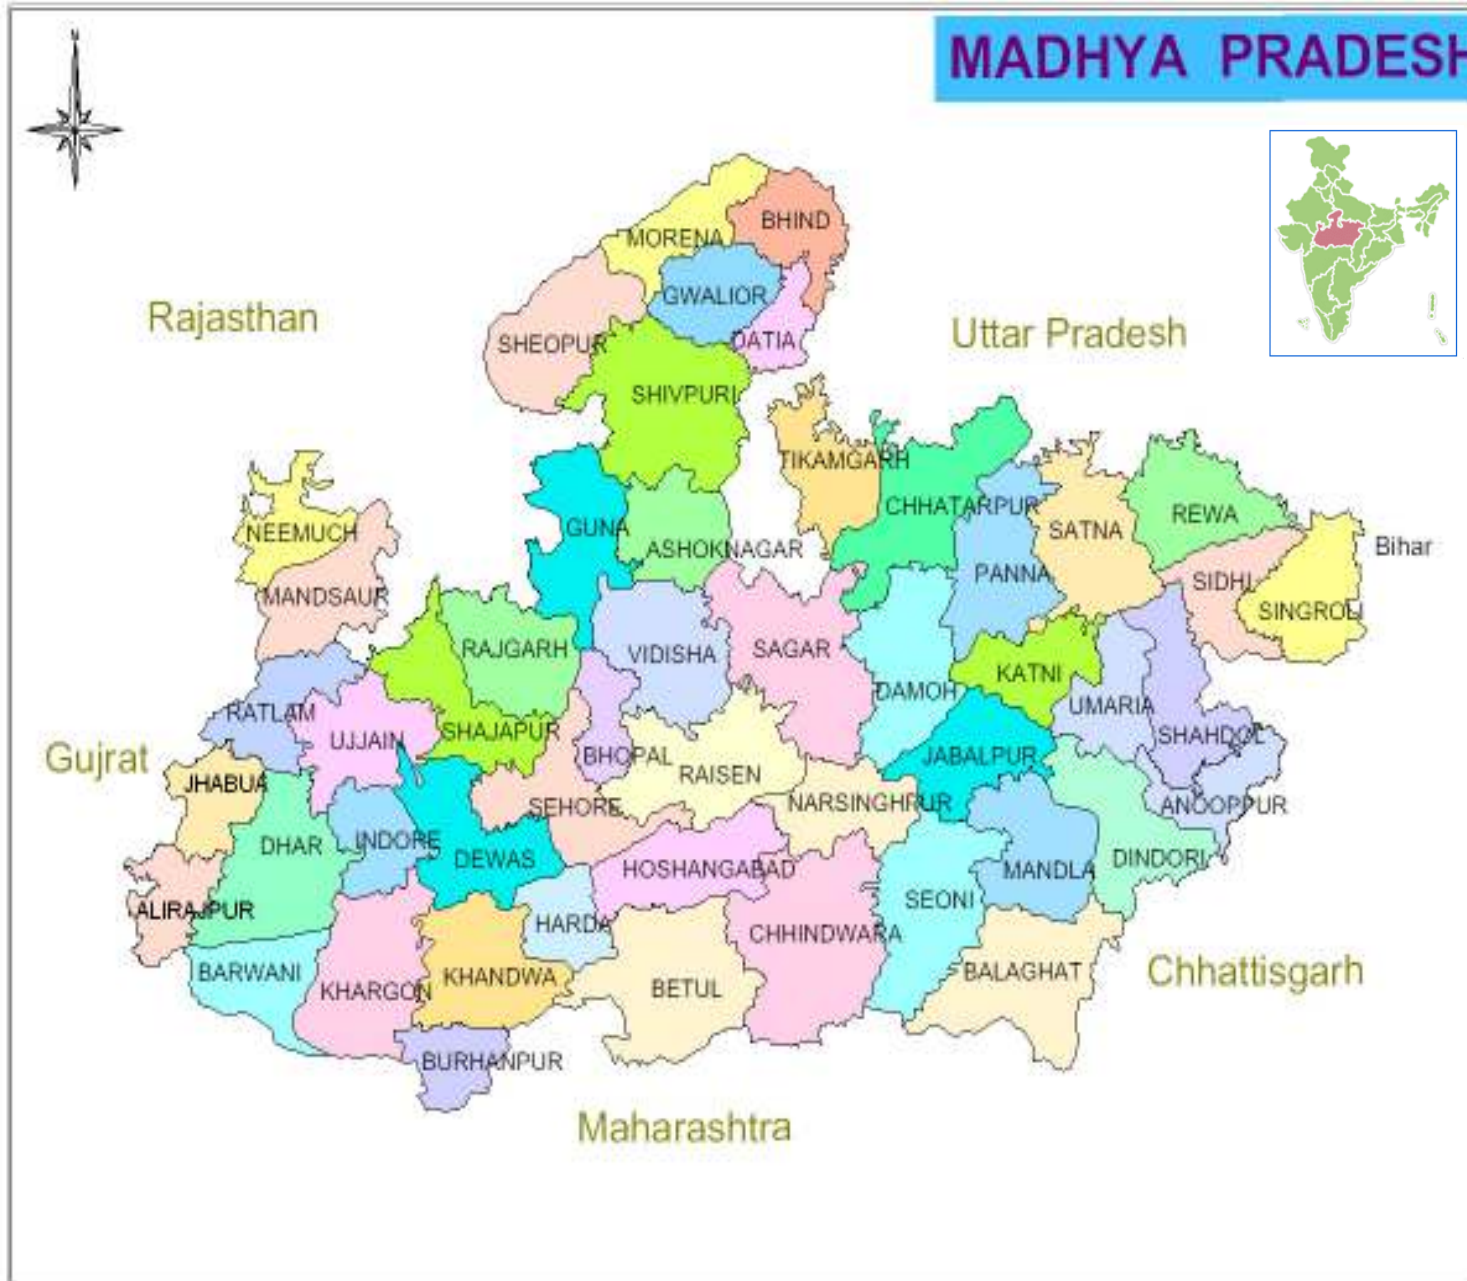 N
MADHYA PRADESH
BHIND
MORENA
GWALIOR
Rajasthan
Uttar Pradesh
SHEOPUR
DATIA
SHIVPURI
TIKAMGARH
CHHATARPUR
REWA
NEEMUCH
GUNA
SATNA
ASHOKNAGAR
Bihar
PANNA
SIDHI
MANDSAUR
SINGROLI
RAJGARH
VIDISHA
SAGAR
KATNI
DAMOH
UMARIA
RATLAM
SHAJAPUR
SHAHDOL
UJJAIN
Gujrat
BHOPAL
JABALPUR
RAISEN
JHABUA
SEHORE
NARSINGHPUR
ANOOPPUR
DHAR
INDORE
DEWAS
DINDORI
HOSHANGABAD
MANDLA
SEONI
ALIRAJPUR
HARDA
CHHINDWARA
BARWANI
KHANDWA
BALAGHAT
Chhattisgarh
KHARGON
BETUL
BURHANPUR
Maharashtra